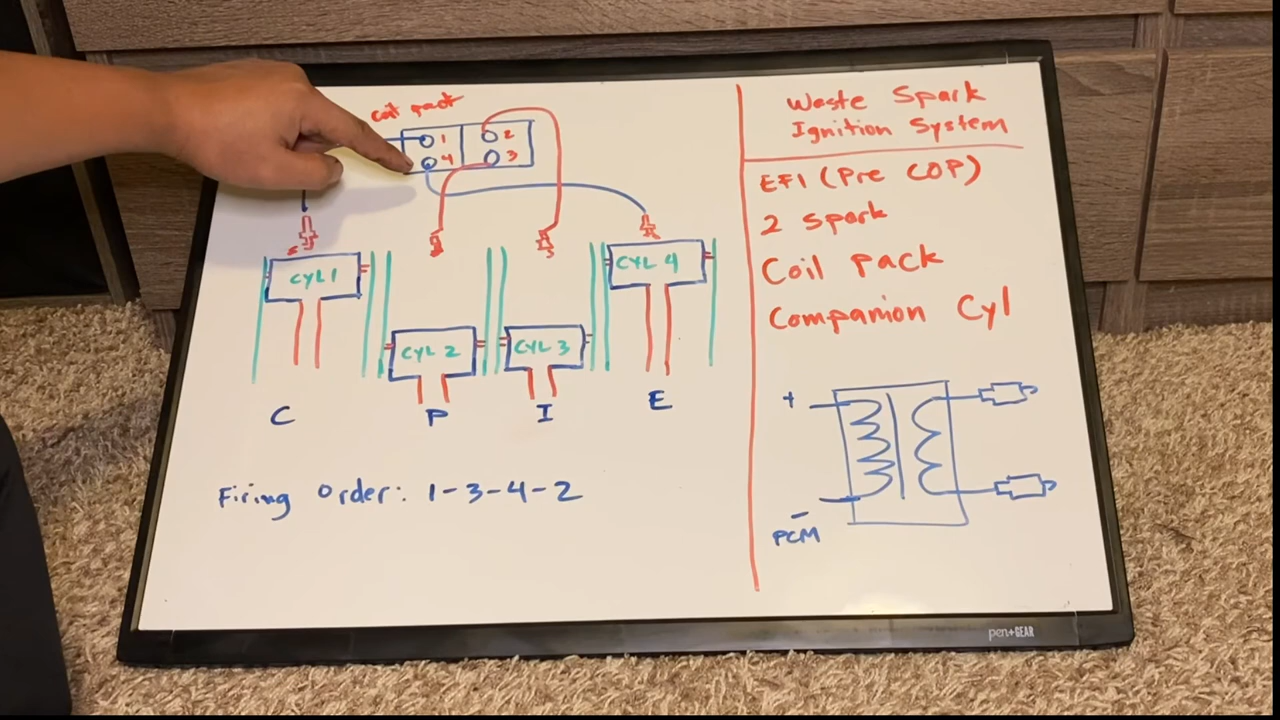 coil pack
1 2
4 3
CYL 1
CYL 2
CYL 3
CYL 4
C P I E
Firing Order: 1-3-4-2
Waste Spark
Ignition System
EFI (Pre COP)
2 spark
Coil Pack
Companion Cyl
+
-
PCM
pen+GEAR